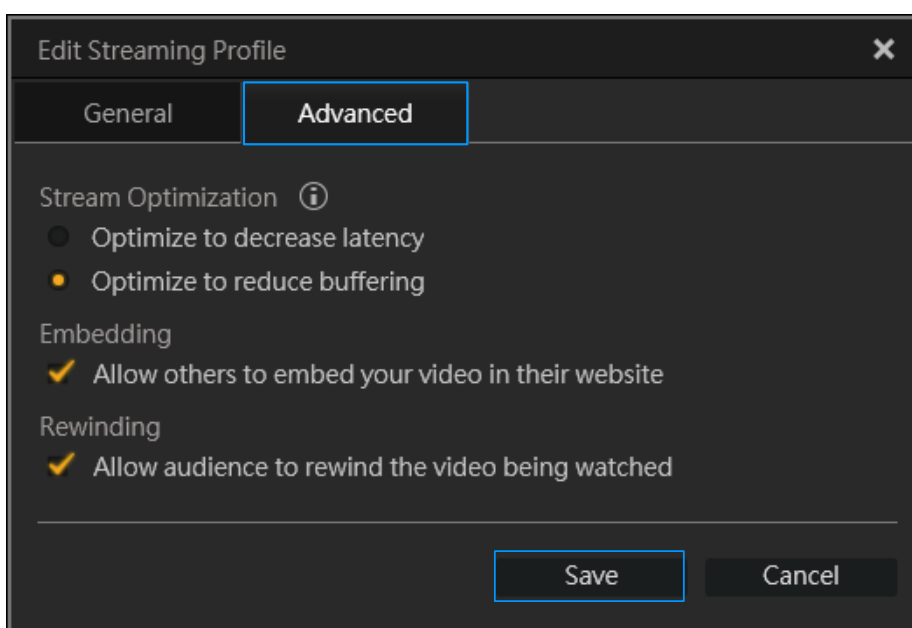 Edit Streaming Profile
General
Advanced
Stream Optimization
Optimize to decrease latency
Optimize to reduce buffering
Embedding
Allow others to embed your video in their website
Rewinding
Allow audience to rewind the video being watched
Save
Cancel